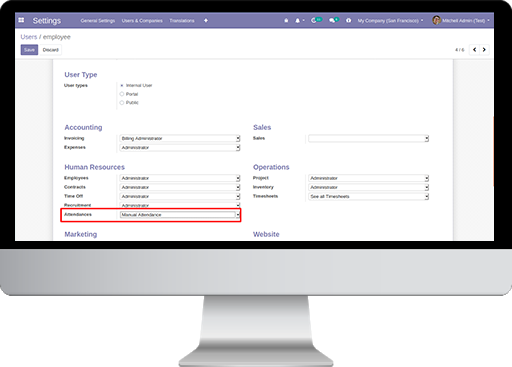 Settings General Settings Users & Companies Translations + My Company (San Francisco) Mitchell Admin (Test)
Users / employee
Save Discard 4 / 6
User Type
User types Internal User
Portal
Public
Accounting Sales
Invoicing Billing Administrator Sales
Expenses Administrator
Human Resources Operations
Employees Administrator Project Administrator
Contracts Administrator Inventory Administrator
Time Off Administrator Timesheets See all Timesheets
Recruitment Administrator
Attendances Manual Attendance
Marketing Website